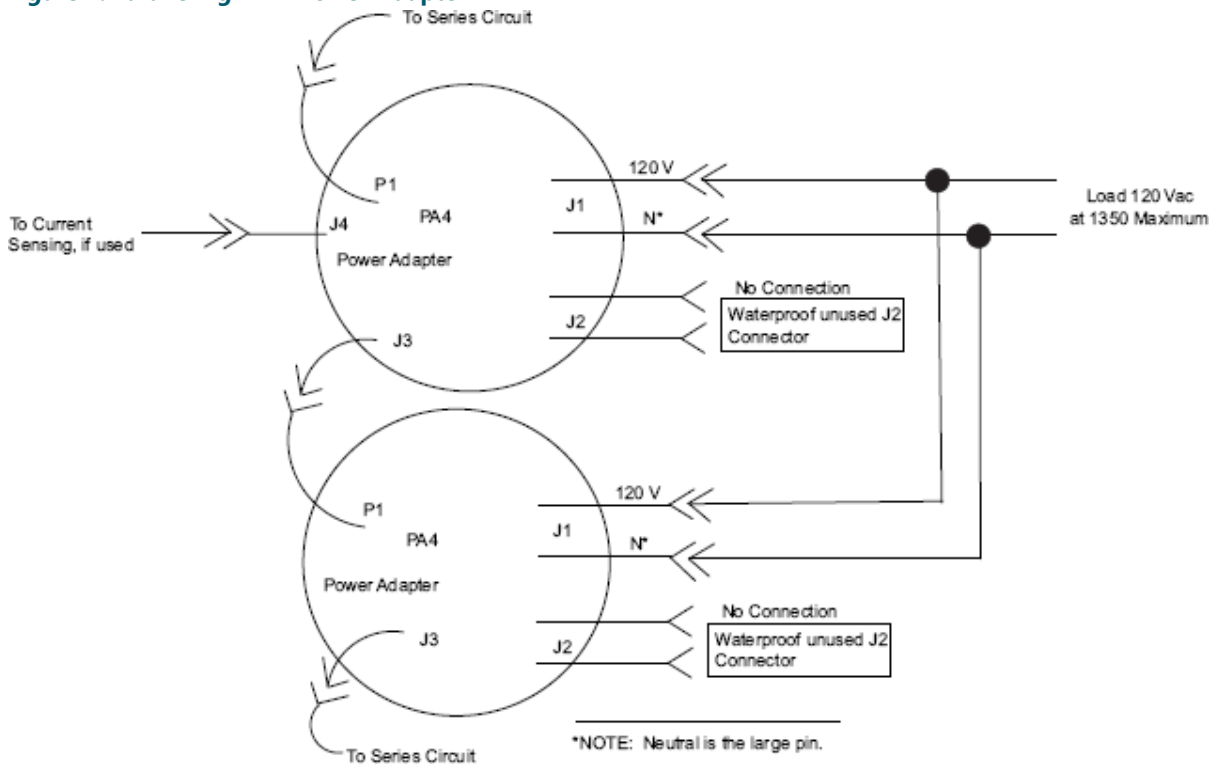 To Series Circuit
120 V
P1
J1
Load 120 Vac
at 1350 Maximum
To Current
Sensing, if used
J4
PA4
N*
Power Adapter
No Connection
J2
Waterproof unused J2
Connector
J3
120 V
P1
J1
PA4
N*
Power Adapter
No Connection
J3
J2
Waterproof unused J2
Connector
To Series Circuit
*NOTE: Neutral is the large pin.